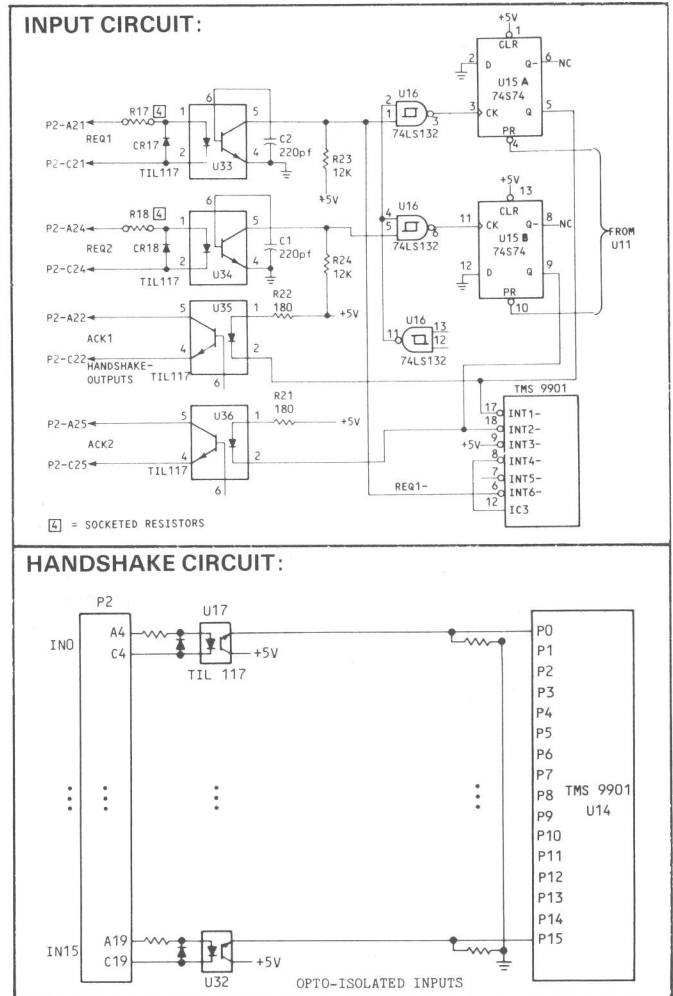 INPUT CIRCUIT:
+5V
1
CLR
2 D Q- 6 NC
U15 A
74S74
3 CK Q 5
PR
4
U16
2
1 3
74LS132
R17 4
P2-A21
REQ1 CR17
P2-C21
1 6 5
2 4
U33
TIL117
C2
220pf
R23
12K
+5V
+5V
13
CLR
11 CK Q- 8 NC
U15 B
74S74
12 D Q 9
PR
10
FROM
U11
U16
4
5 6
74LS132
R18 4
P2-A24
REQ2 CR18
P2-C24
1 6 5
2 4
U34
TIL117
C1
220pf
R24
12K
R22
180
+5V
U35
P2-A22 5 1
ACK1
P2-C22 4 2
HANDSHAKE-
OUTPUTS TIL117 6
U16
11 13
12
74LS132
R21
180
+5V
U36
P2-A25 5 1
ACK2
P2-C25 4 2
TIL117
6
TMS 9901
17 INT1-
18 INT2-
+5V 9 INT3-
8 INT4-
7 INT5-
REQ1- 6 INT6-
12 IC3
4 = SOCKETED RESISTORS
HANDSHAKE CIRCUIT:
P2
U17
IN0 A4
C4 +5V
TIL 117
P0
P1
P2
P3
P4
P5
P6
P7
P8 TMS 9901
P9 U14
P10
P11
P12
P13
P14
P15
IN15 A19
C19 +5V
U32
OPTO-ISOLATED INPUTS